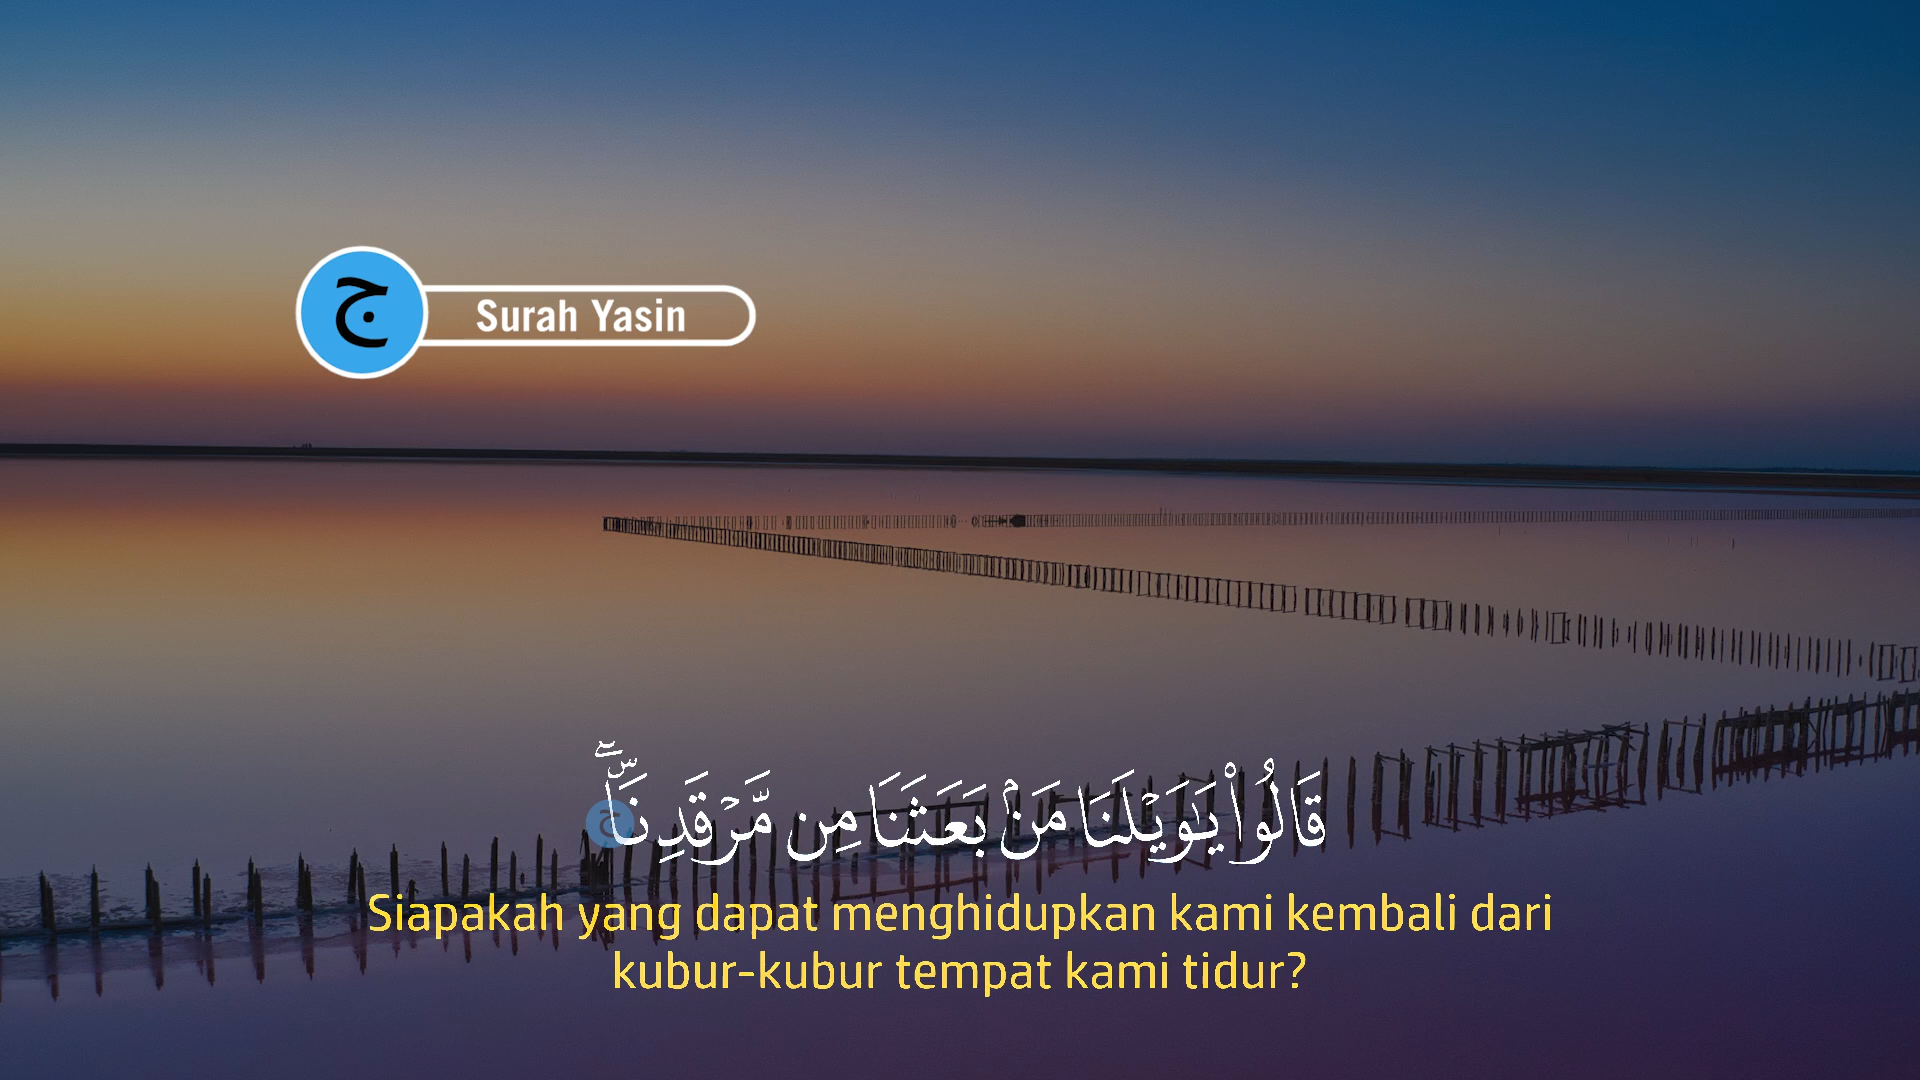 ج
Surah Yasin
قَالُوا۟ يَٰوَيْلَنَا مَنۢ بَعَثَنَا مِن مَّرْقَدِنَا ۜ ۗ
ج
Siapakah yang dapat menghidupkan kami kembali dari
kubur-kubur tempat kami tidur?